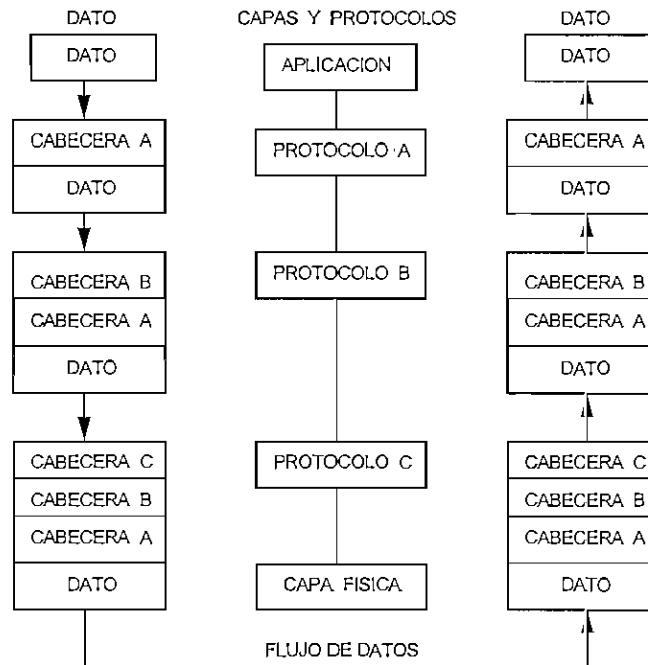 DATO
DATO
CABECERA A
DATO
CABECERA B
CABECERA A
DATO
CABECERA C
CABECERA B
CABECERA A
DATO
CAPAS Y PROTOCOLOS
APLICACION
PROTOCOLO A
PROTOCOLO B
PROTOCOLO C
CAPA FISICA
FLUJO DE DATOS
DATO
DATO
CABECERA A
DATO
CABECERA B
CABECERA A
DATO
CABECERA C
CABECERA B
CABECERA A
DATO